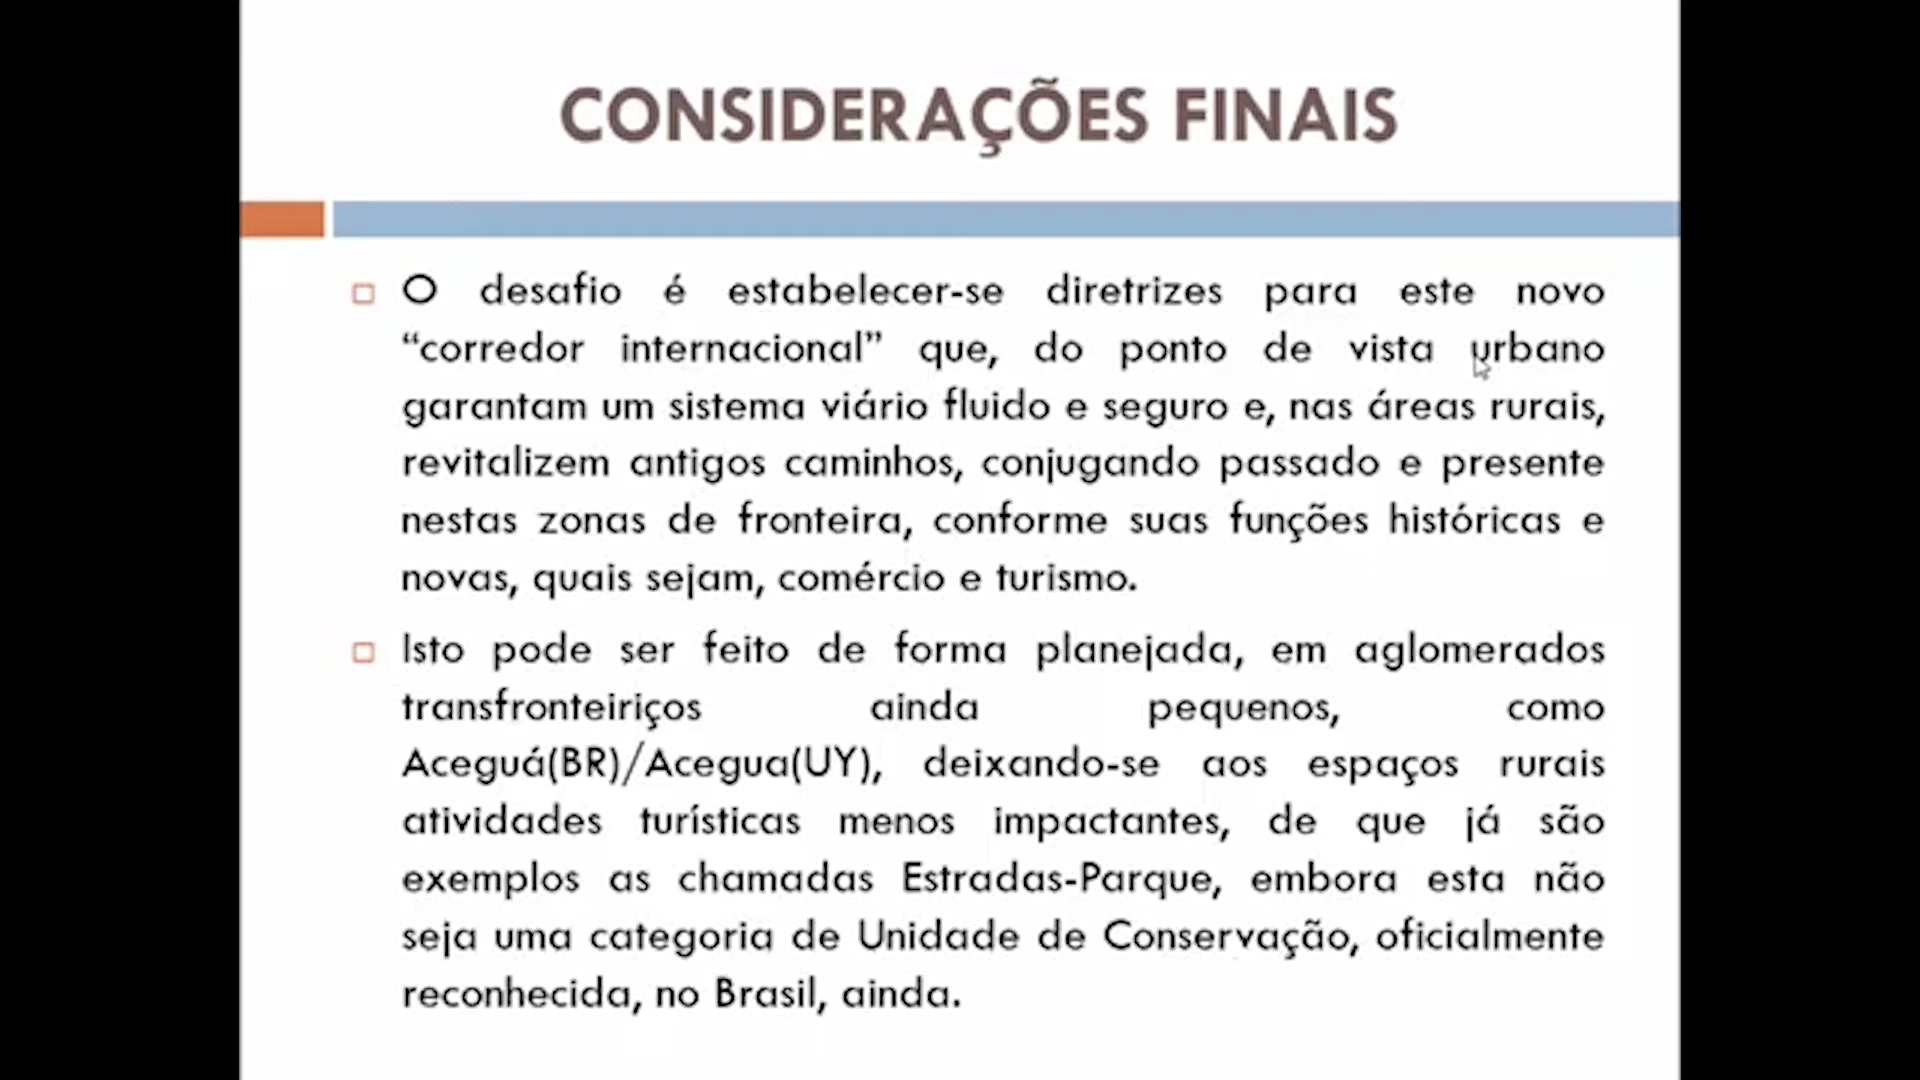 CONSIDERAÇÕES FINAIS
O desafio é estabelecer-se diretrizes para este novo
“corredor internacional” que, do ponto de vista urbano
garantam um sistema viário fluido e seguro e, nas áreas rurais,
revitalizem antigos caminhos, conjugando passado e presente
nestas zonas de fronteira, conforme suas funções históricas e
novas, quais sejam, comércio e turismo.
Isto pode ser feito de forma planejada, em aglomerados
transfronteiriços ainda pequenos, como
Aceguá(BR)/Acegua(UY), deixando-se aos espaços rurais
atividades turísticas menos impactantes, de que já são
exemplos as chamadas Estradas-Parque, embora esta não
seja uma categoria de Unidade de Conservação, oficialmente
reconhecida, no Brasil, ainda.